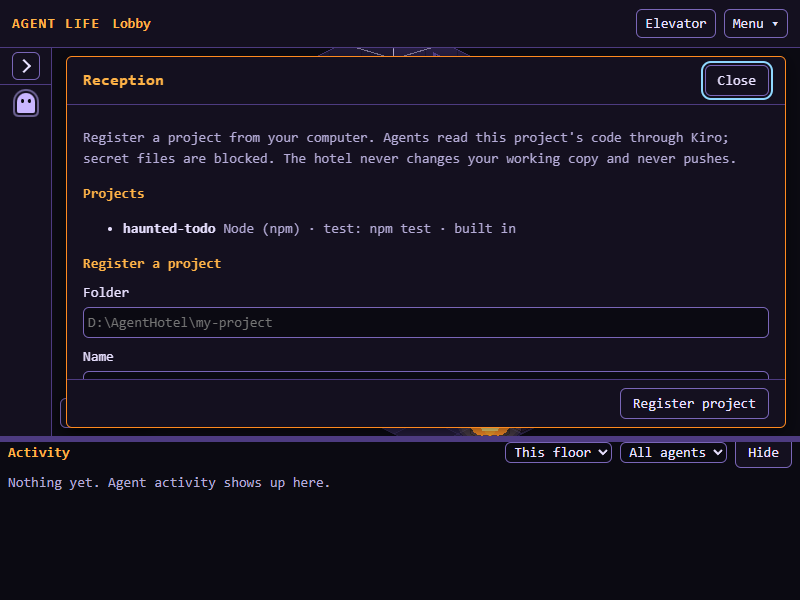 AGENT LIFE Lobby
Elevator
Menu ▾
Reception
Close
Register a project from your computer. Agents read this project's code through Kiro;
secret files are blocked. The hotel never changes your working copy and never pushes.
Projects
• haunted-todo Node (npm) · test: npm test · built in
Register a project
Folder
D:\AgentHotel\my-project
Name
Register project
Activity
This floor
All agents
Hide
Nothing yet. Agent activity shows up here.